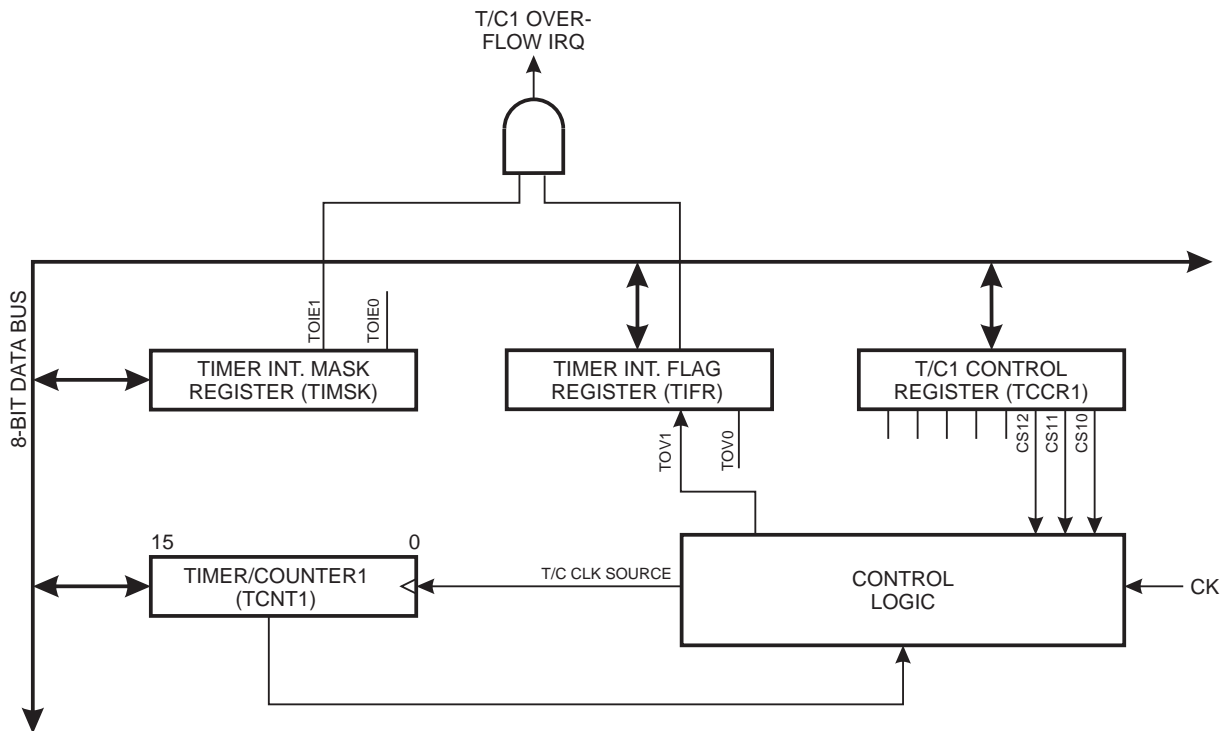 T/C1 OVER-
FLOW IRQ
8-BIT DATA BUS
TOIE1
TOIE0
TIMER INT. MASK
REGISTER (TIMSK)
TIMER INT. FLAG
REGISTER (TIFR)
T/C1 CONTROL
REGISTER (TCCR1)
TOV1
TOV0
CS12
CS11
CS10
15
0
TIMER/COUNTER1
(TCNT1)
T/C CLK SOURCE
CONTROL
LOGIC
CK